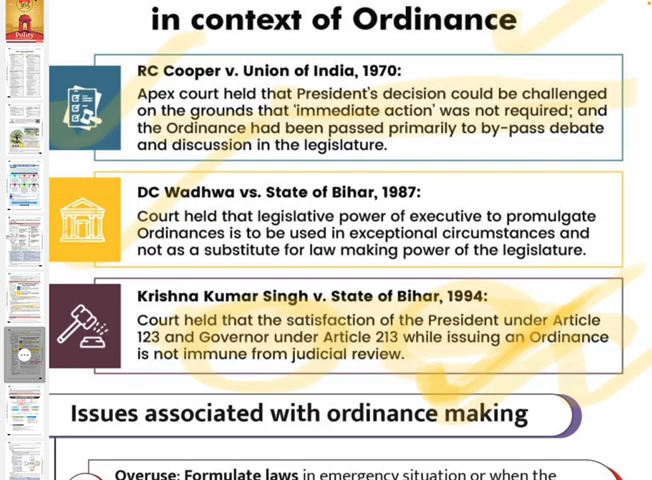 Polity
in context of Ordinance
RC Cooper v. Union of India, 1970:
Apex court held that President's decision could be challenged
on the grounds that 'immediate action' was not required; and
the Ordinance had been passed primarily to by-pass debate
and discussion in the legislature.
DC Wadhwa vs. State of Bihar, 1987:
Court held that legislative power of executive to promulgate
Ordinances is to be used in exceptional circumstances and
not as a substitute for law making power of the legislature.
Krishna Kumar Singh v. State of Bihar, 1994:
Court held that the satisfaction of the President under Article
123 and Governor under Article 213 while issuing an Ordinance
is not immune from judicial review.
Issues associated with ordinance making
Overuse: Formulate laws in emergency situation or when the